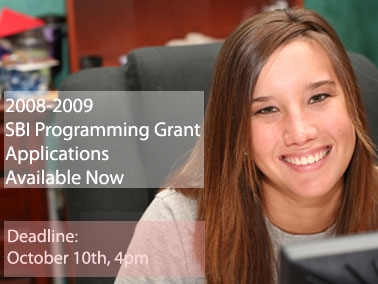 2008-2009
SBI Programming Grant
Applications
Available Now
Deadline:
October 10th, 4pm